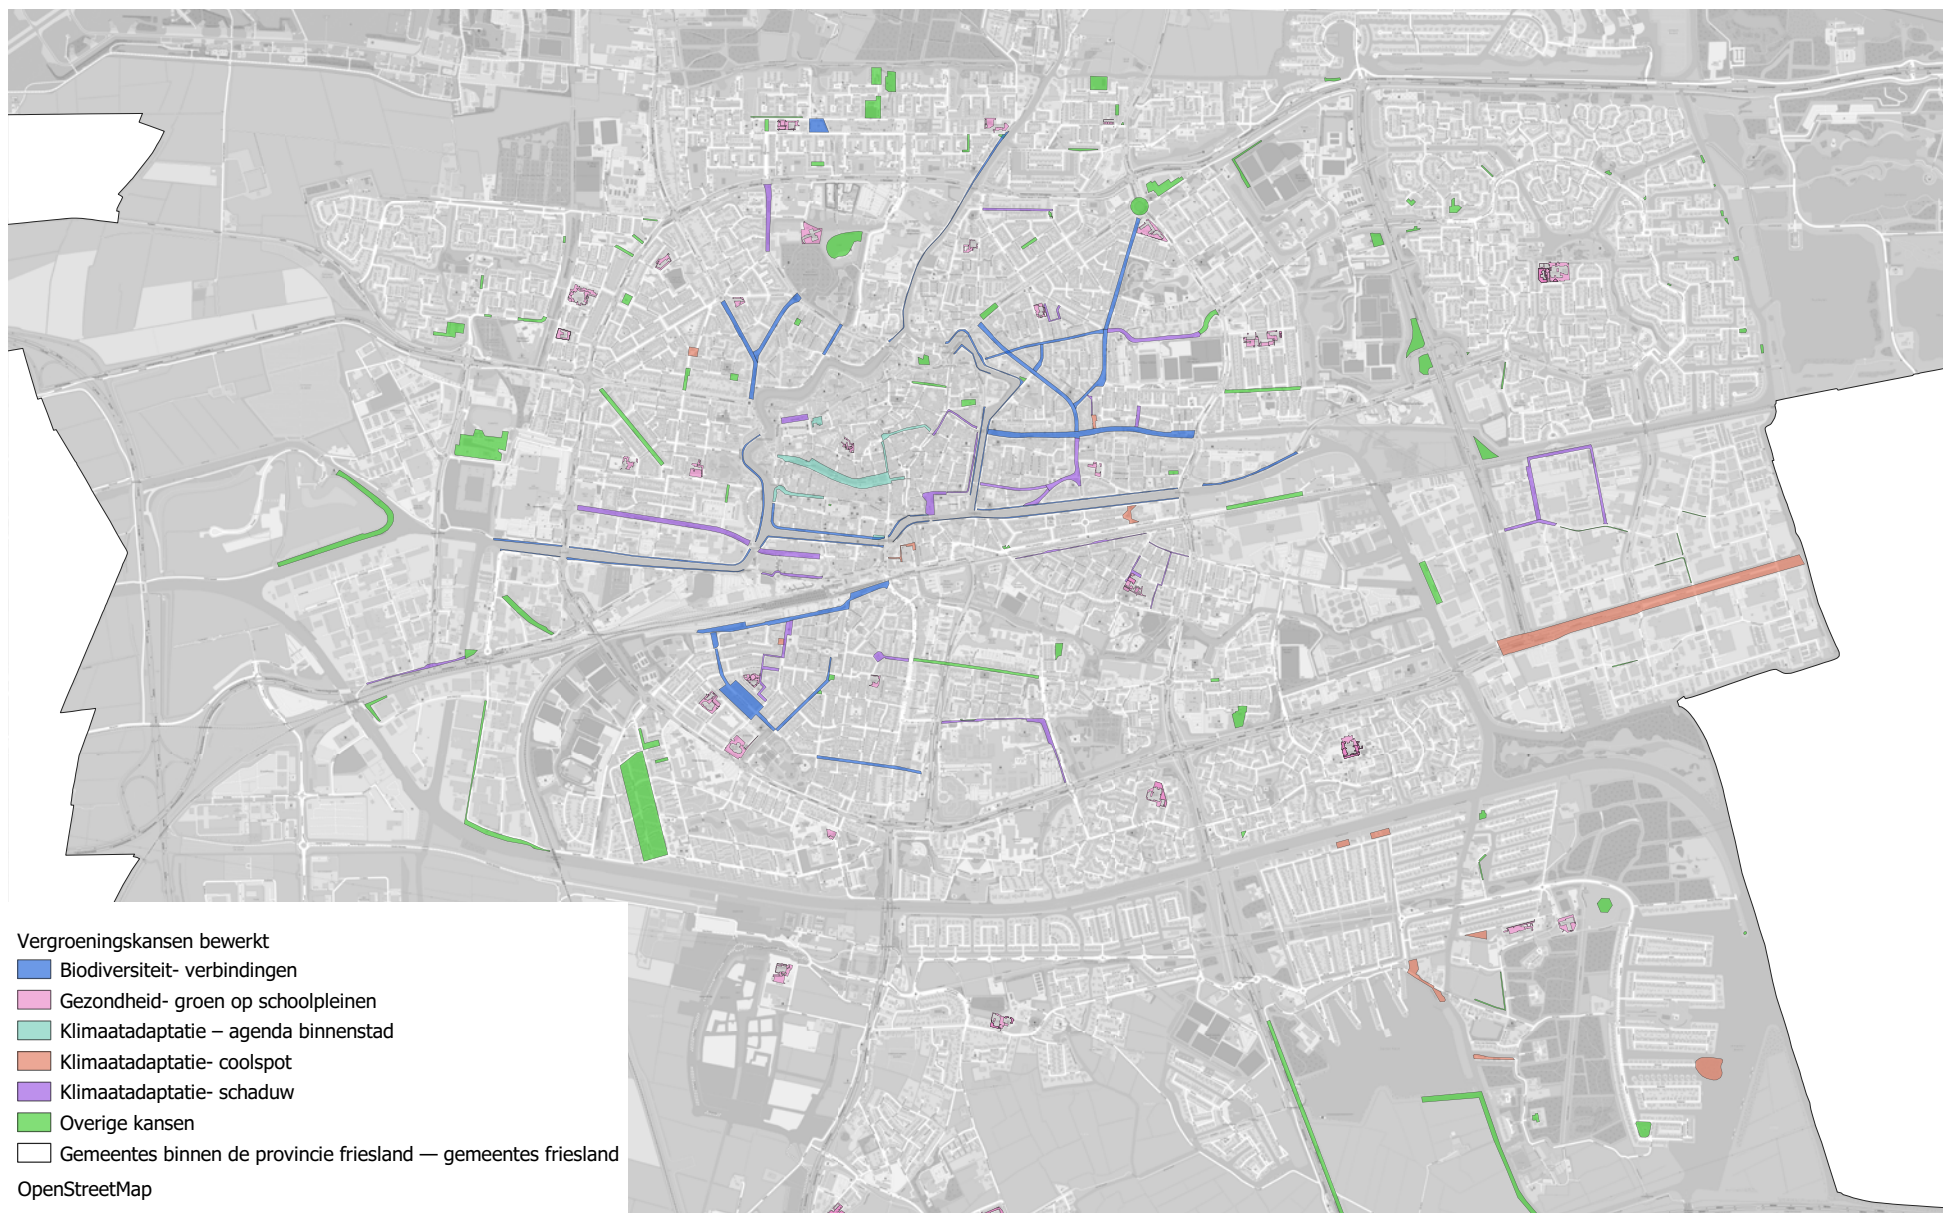 Vergroeningskansen bewerkt
Biodiversiteit- verbindingen
Gezondheid- groen op schoolpleinen
Klimaatadaptatie – agenda binnenstad
Klimaatadaptatie- coolspot
Klimaatadaptatie- schaduw
Overige kansen
Gemeentes binnen de provincie friesland — gemeentes friesland
OpenStreetMap